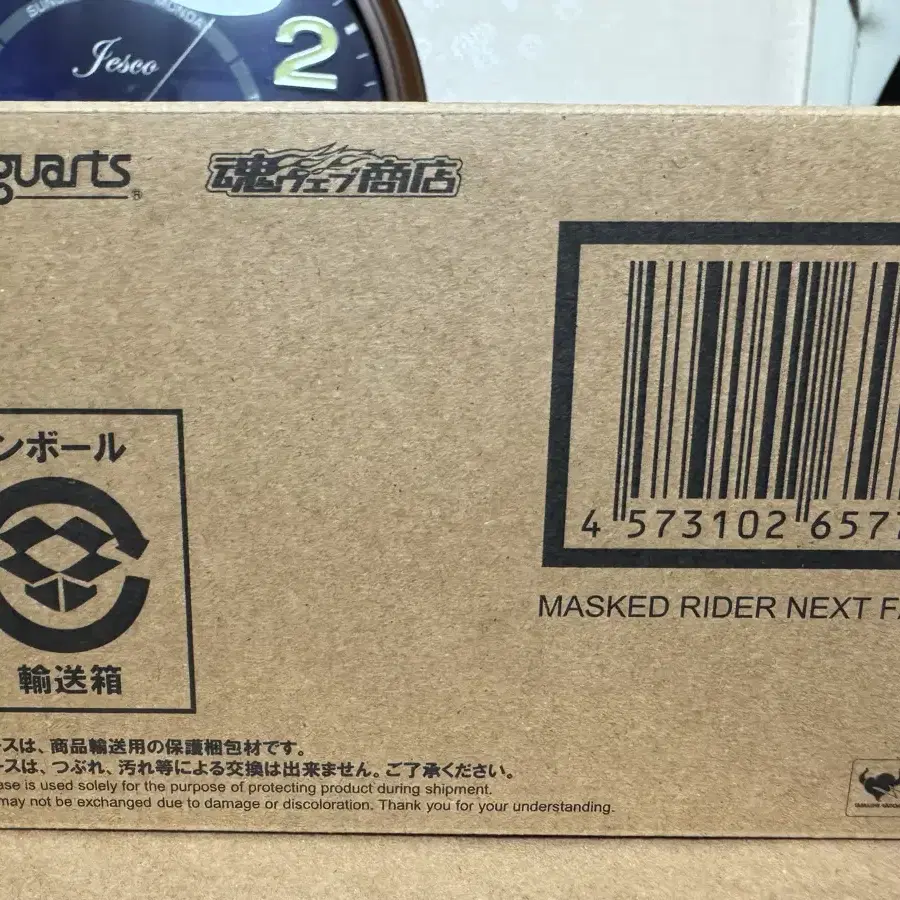 Jesco
2
guarts
魂ウェブ商店
ンボール
輸送箱
4 573102 657
MASKED RIDER NEXT FA
ースは、商品輸送用の保護梱包材です。
ースは、つぶれ、汚れ等による交換は出来ません。ご了承ください。
ase is used solely for the purpose of protecting product during shipment.
may not be exchanged due to damage or discoloration. Thank you for your understanding.